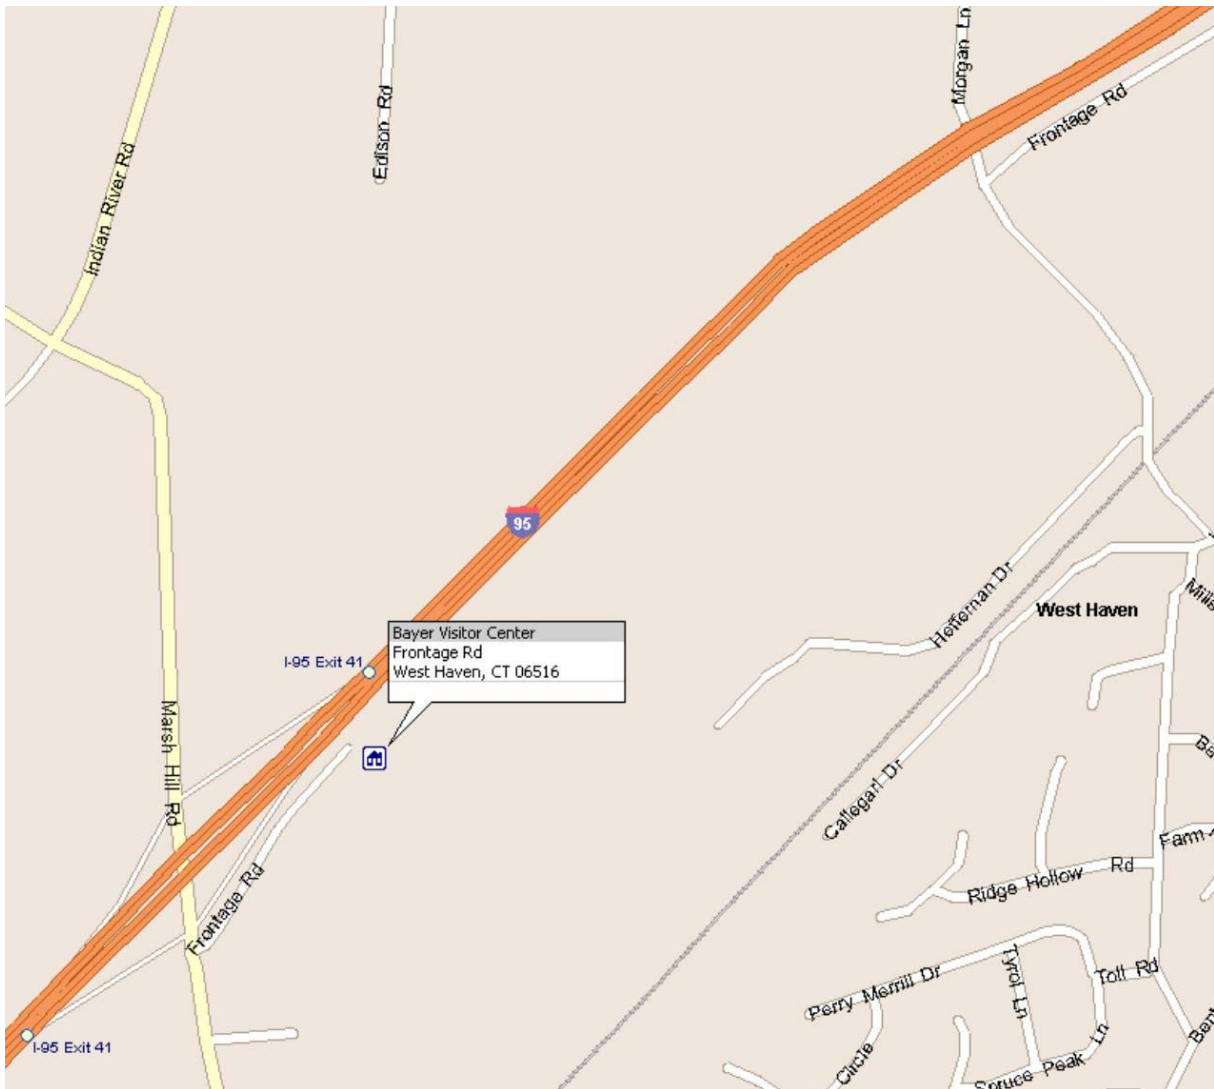 Morgan Ln
Frontage Rd
Edison Rd
Indian River Rd
95
Heffernan Dr
West Haven
Bayer Visitor Center
Frontage Rd
West Haven, CT 06516
I-95 Exit 41
Marsh Hill Rd
Callegari Dr
Farm
Ridge Hollow Rd
Frontage Rd
Perry Merrill Dr
Tyrol Ln
Toll Rd
I-95 Exit 41
Circle
Spruce Peak Ln